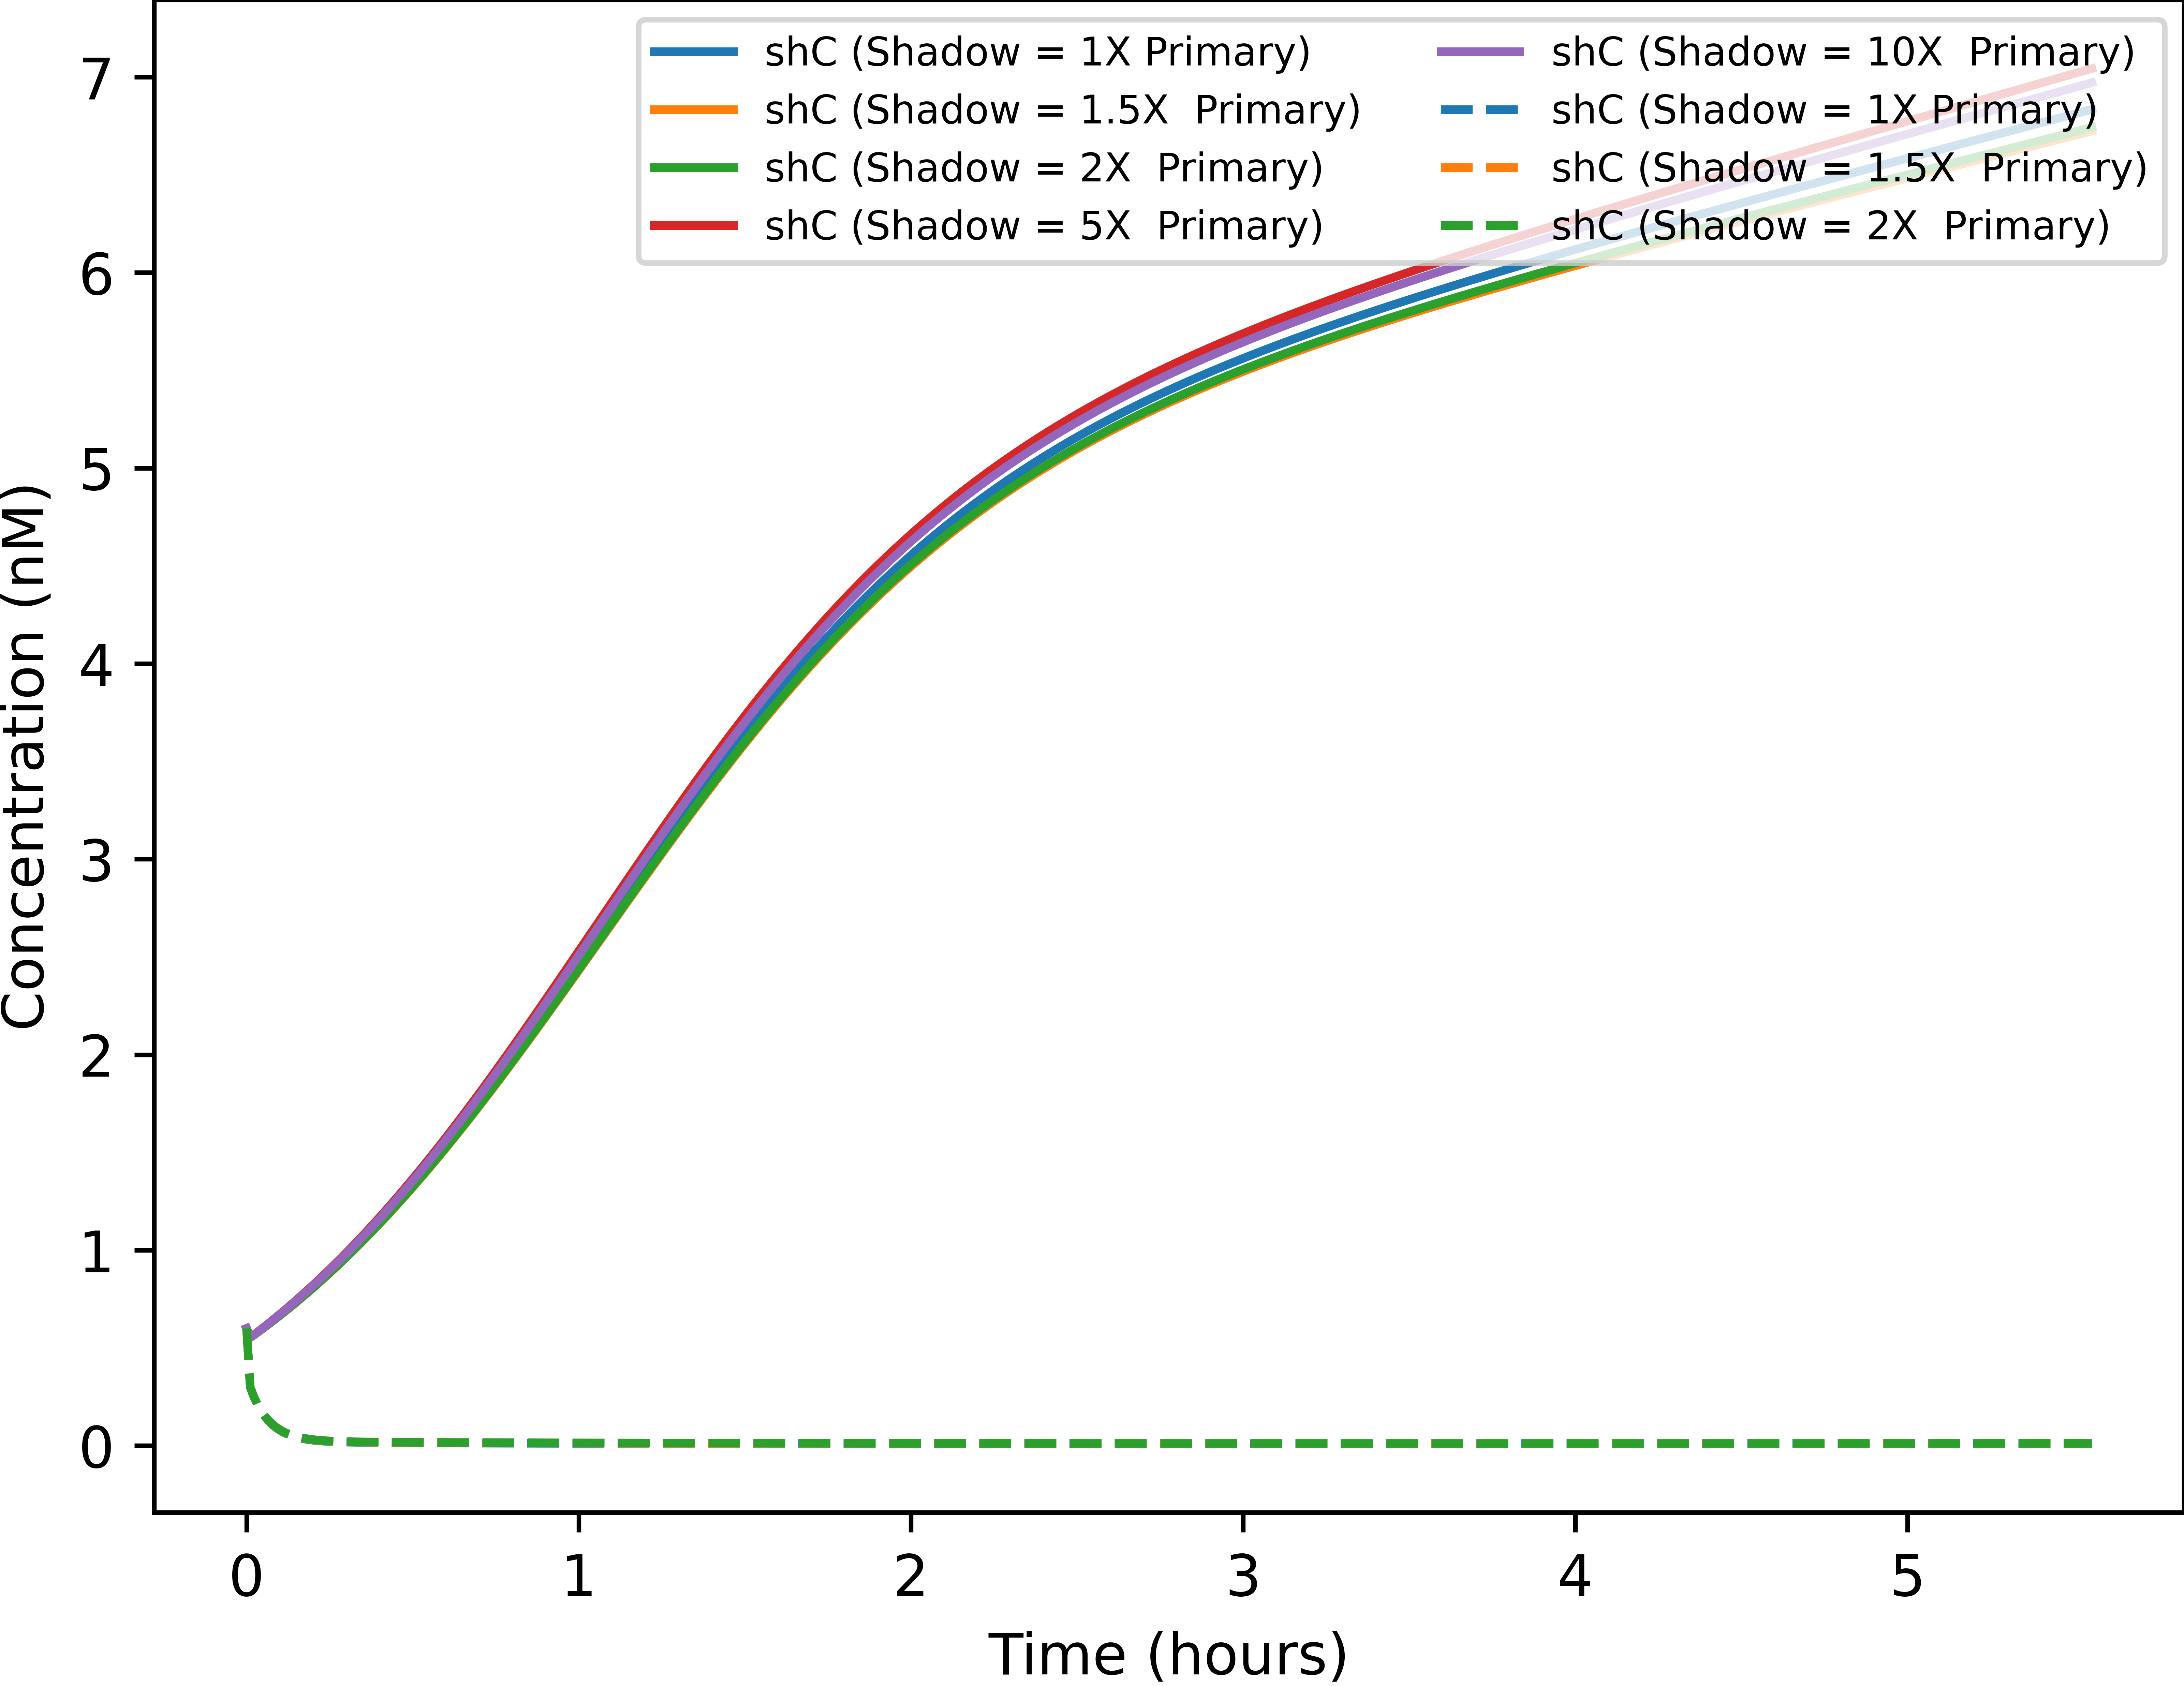 7
6
5
4
3
2
1
0
Concentration (nM)
shC (Shadow = 1X Primary)
shC (Shadow = 1.5X  Primary)
shC (Shadow = 2X  Primary)
shC (Shadow = 5X  Primary)
shC (Shadow = 10X  Primary)
shC (Shadow = 1X Primary)
shC (Shadow = 1.5X  Primary)
shC (Shadow = 2X  Primary)
0 1 2 3 4 5
Time (hours)